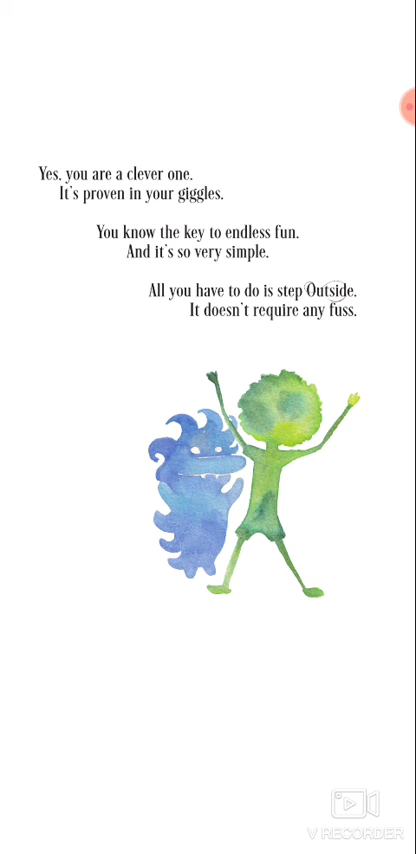 Yes, you are a clever one.
It's proven in your giggles.
You know the key to endless fun.
And it's so very simple.
All you have to do is step Outside.
It doesn't require any fuss.
V RECORDER